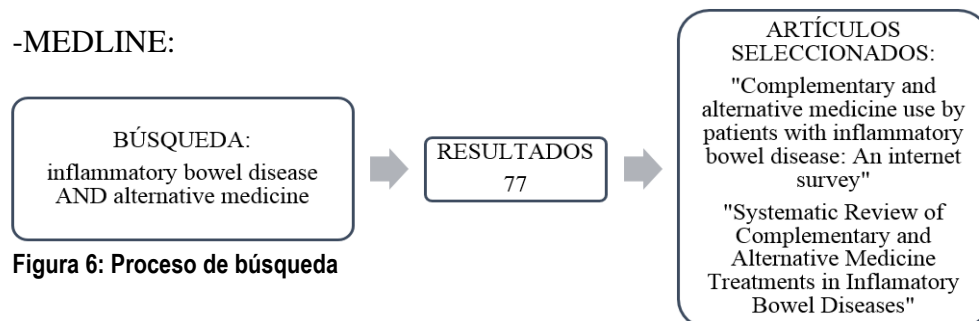 -MEDLINE:
BÚSQUEDA:
inflammatory bowel disease
AND alternative medicine
RESULTADOS
77
ARTÍCULOS
SELECCIONADOS:
"Complementary and
alternative medicine use by
patients with inflammatory
bowel disease: An internet
survey"
"Systematic Review of
Complementary and
Alternative Medicine
Treatments in Inflamatory
Bowel Diseases"
Figura 6: Proceso de búsqueda